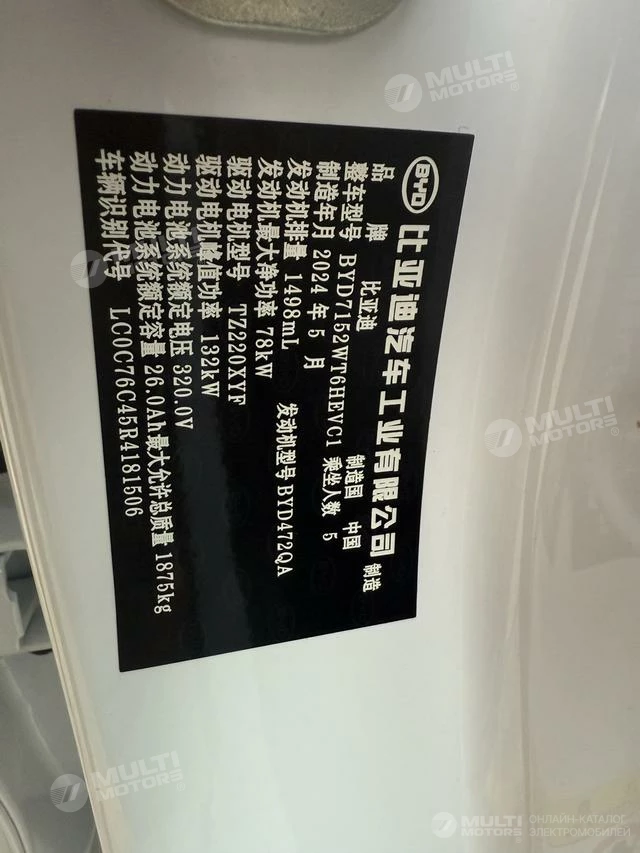 BYD 比亚迪汽车工业有限公司 制造
品牌 比亚迪 制造国 中国
整车型号 BYD7152WT6HEVC1 乘坐人数 5
制造年月 2024 年 5 月
发动机排量 1498mL 发动机型号 BYD472QA
发动机最大净功率 78kW
驱动电机型号 TZ220XYF
驱动电机峰值功率 132kW
动力电池系统额定电压 320.0V
动力电池系统额定容量 26.0Ah 最大允许总质量 1875kg
车辆识别代号 LC0C76C45R4181506
MULTI MOTORS®
MULTI MOTORS®
MULTI MOTORS®
MULTI MOTORS ОНЛАЙН-КАТАЛОГ ЭЛЕКТРОМОБИЛЕЙ